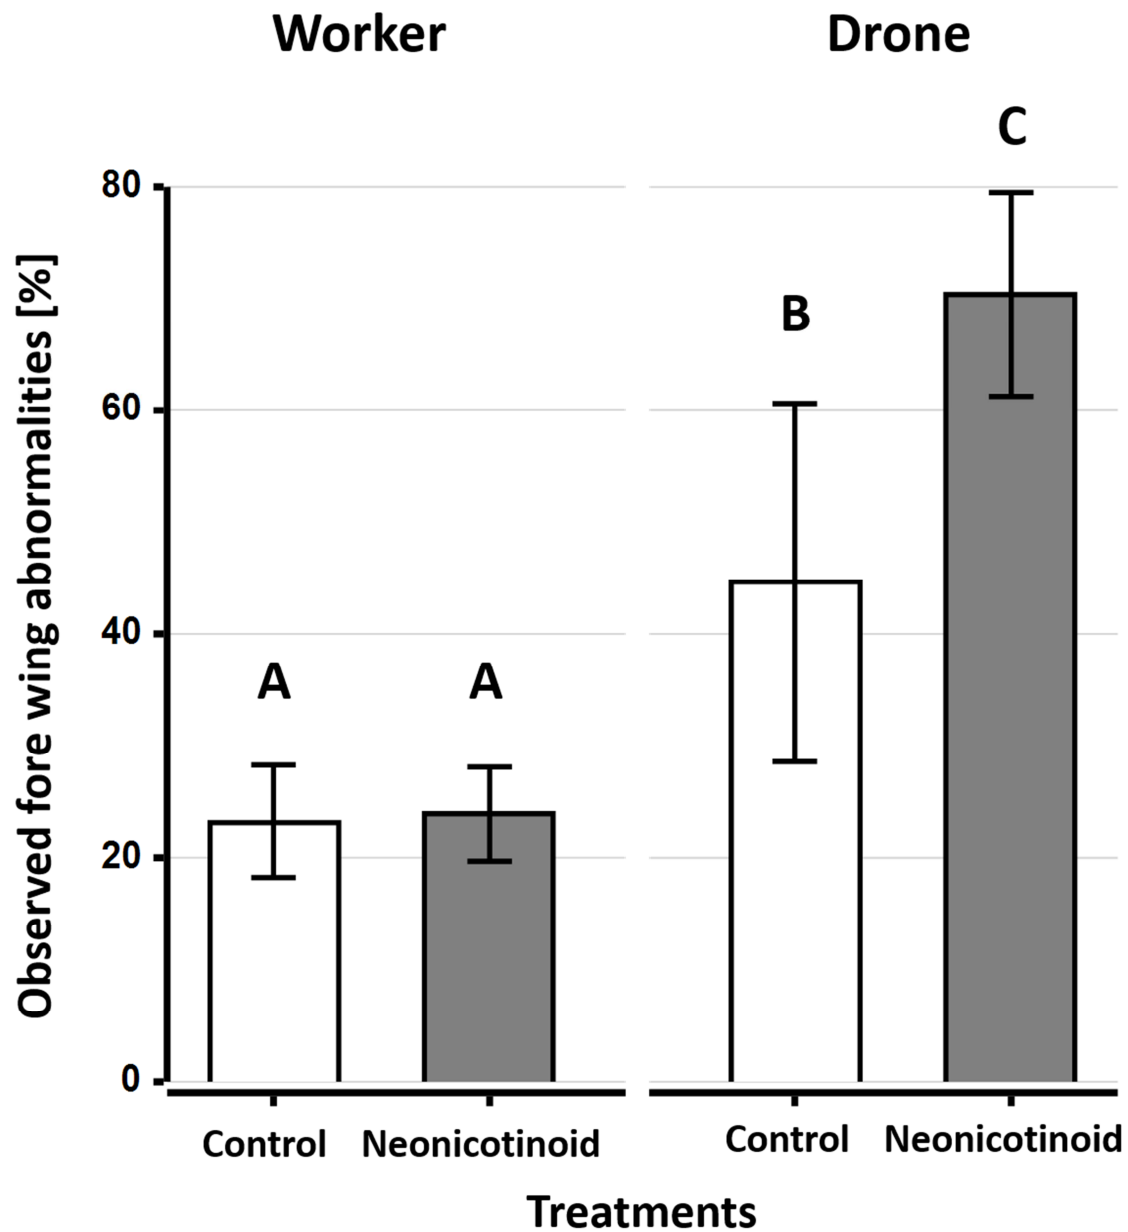 Worker
Drone
Observed fore wing abnormalities [%]
80
60
40
20
0
A
A
B
C
Control
Neonicotinoid
Control
Neonicotinoid
Treatments